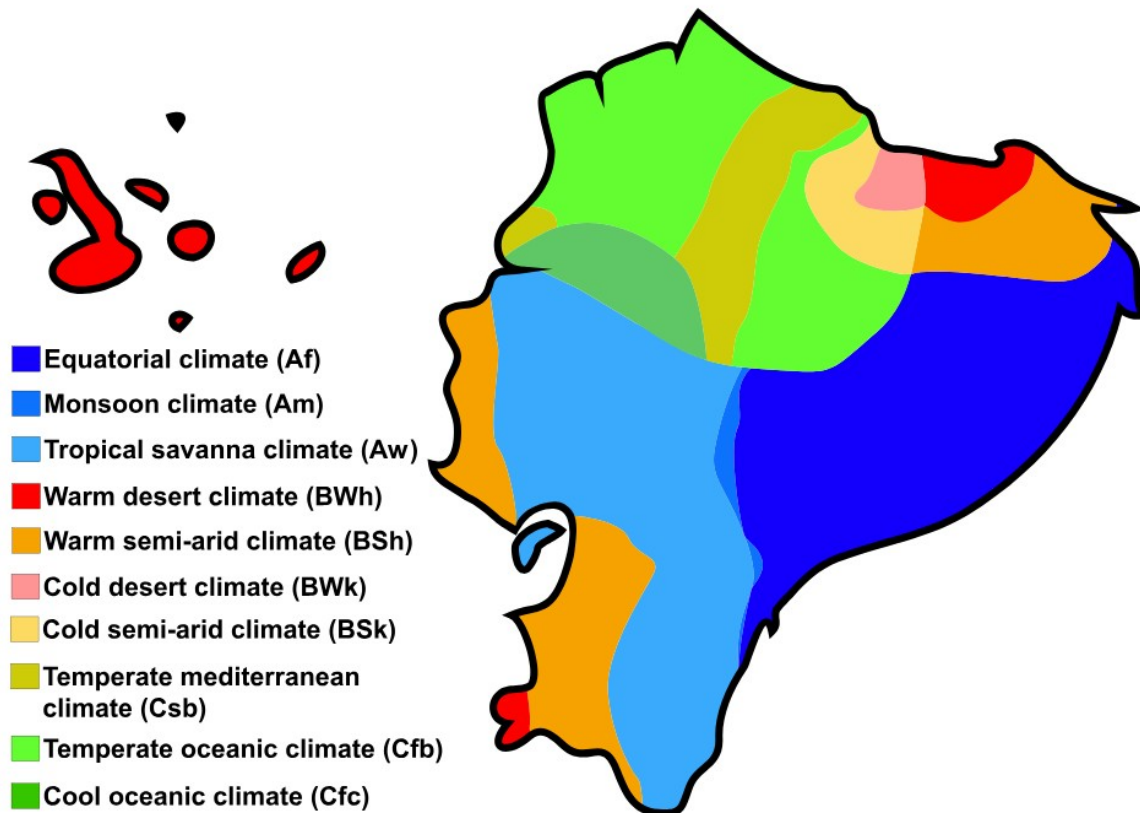 Equatorial climate (Af)
Monsoon climate (Am)
Tropical savanna climate (Aw)
Warm desert climate (BWh)
Warm semi-arid climate (BSh)
Cold desert climate (BWk)
Cold semi-arid climate (BSk)
Temperate mediterranean
climate (Csb)
Temperate oceanic climate (Cfb)
Cool oceanic climate (Cfc)